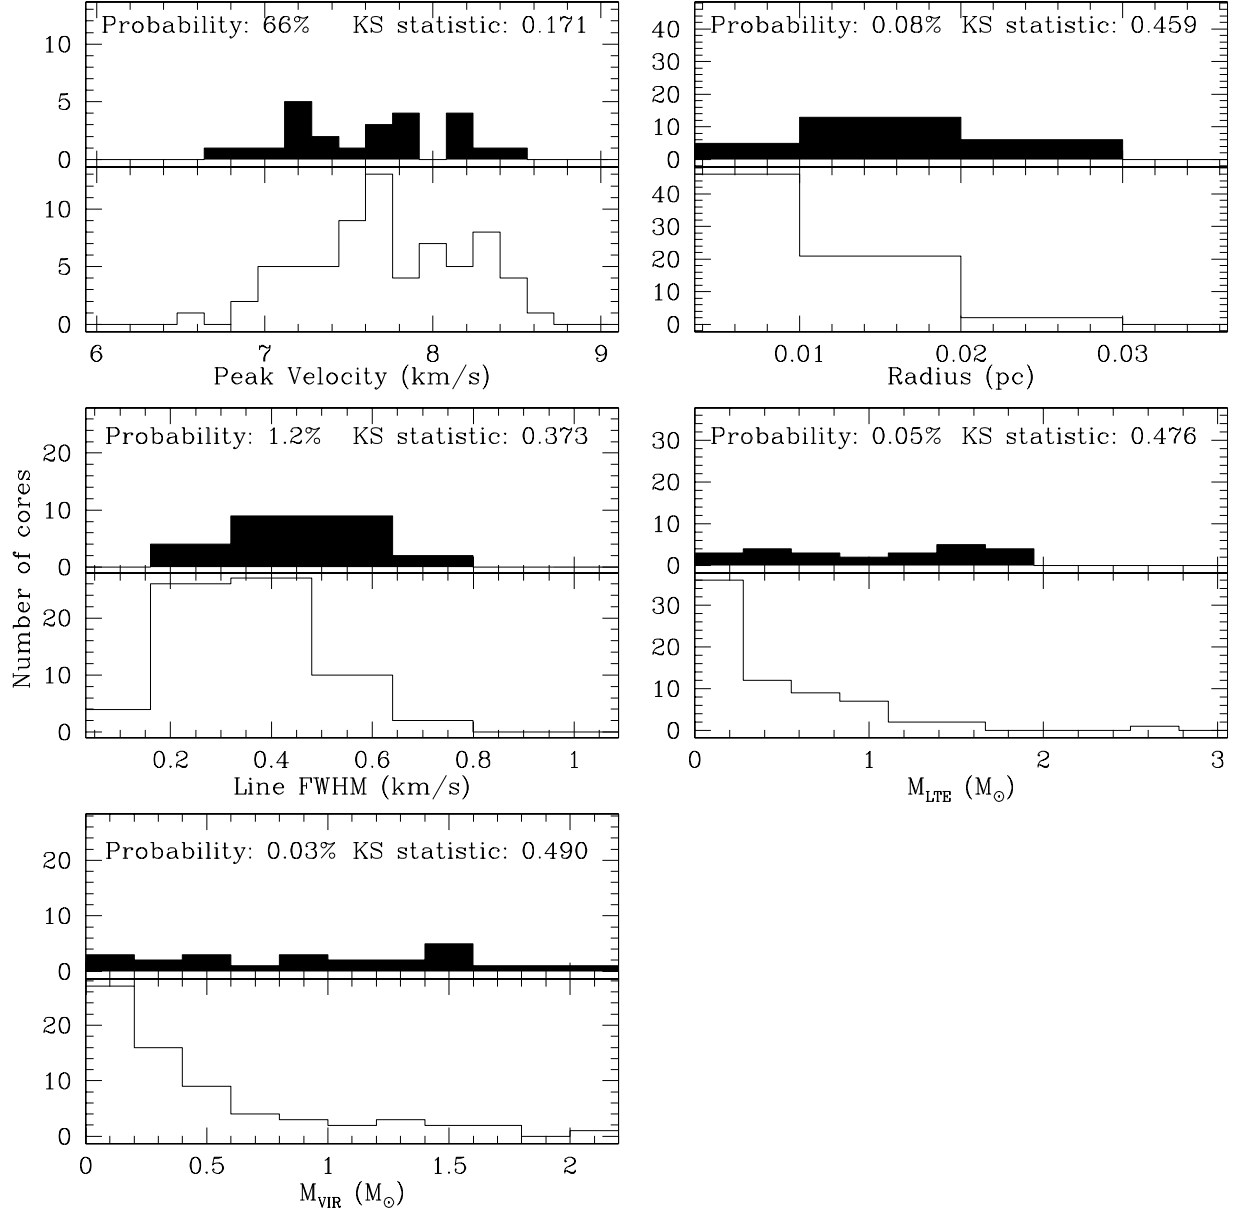 Probability: 66% KS statistic: 0.171
10
5
0
10
5
0
6 7 8 9
Peak Velocity (km/s)
Probability: 0.08% KS statistic: 0.459
40
30
20
10
0
40
30
20
10
0
0.01 0.02 0.03
Radius (pc)
Number of cores
Probability: 1.2% KS statistic: 0.373
20
10
0
20
10
0
0.2 0.4 0.6 0.8 1
Line FWHM (km/s)
Probability: 0.05% KS statistic: 0.476
30
20
10
0
30
20
10
0
0 1 2 3
M_LTE (M_⊙)
Probability: 0.03% KS statistic: 0.490
20
10
0
20
10
0
0 0.5 1 1.5 2
M_VIR (M_⊙)